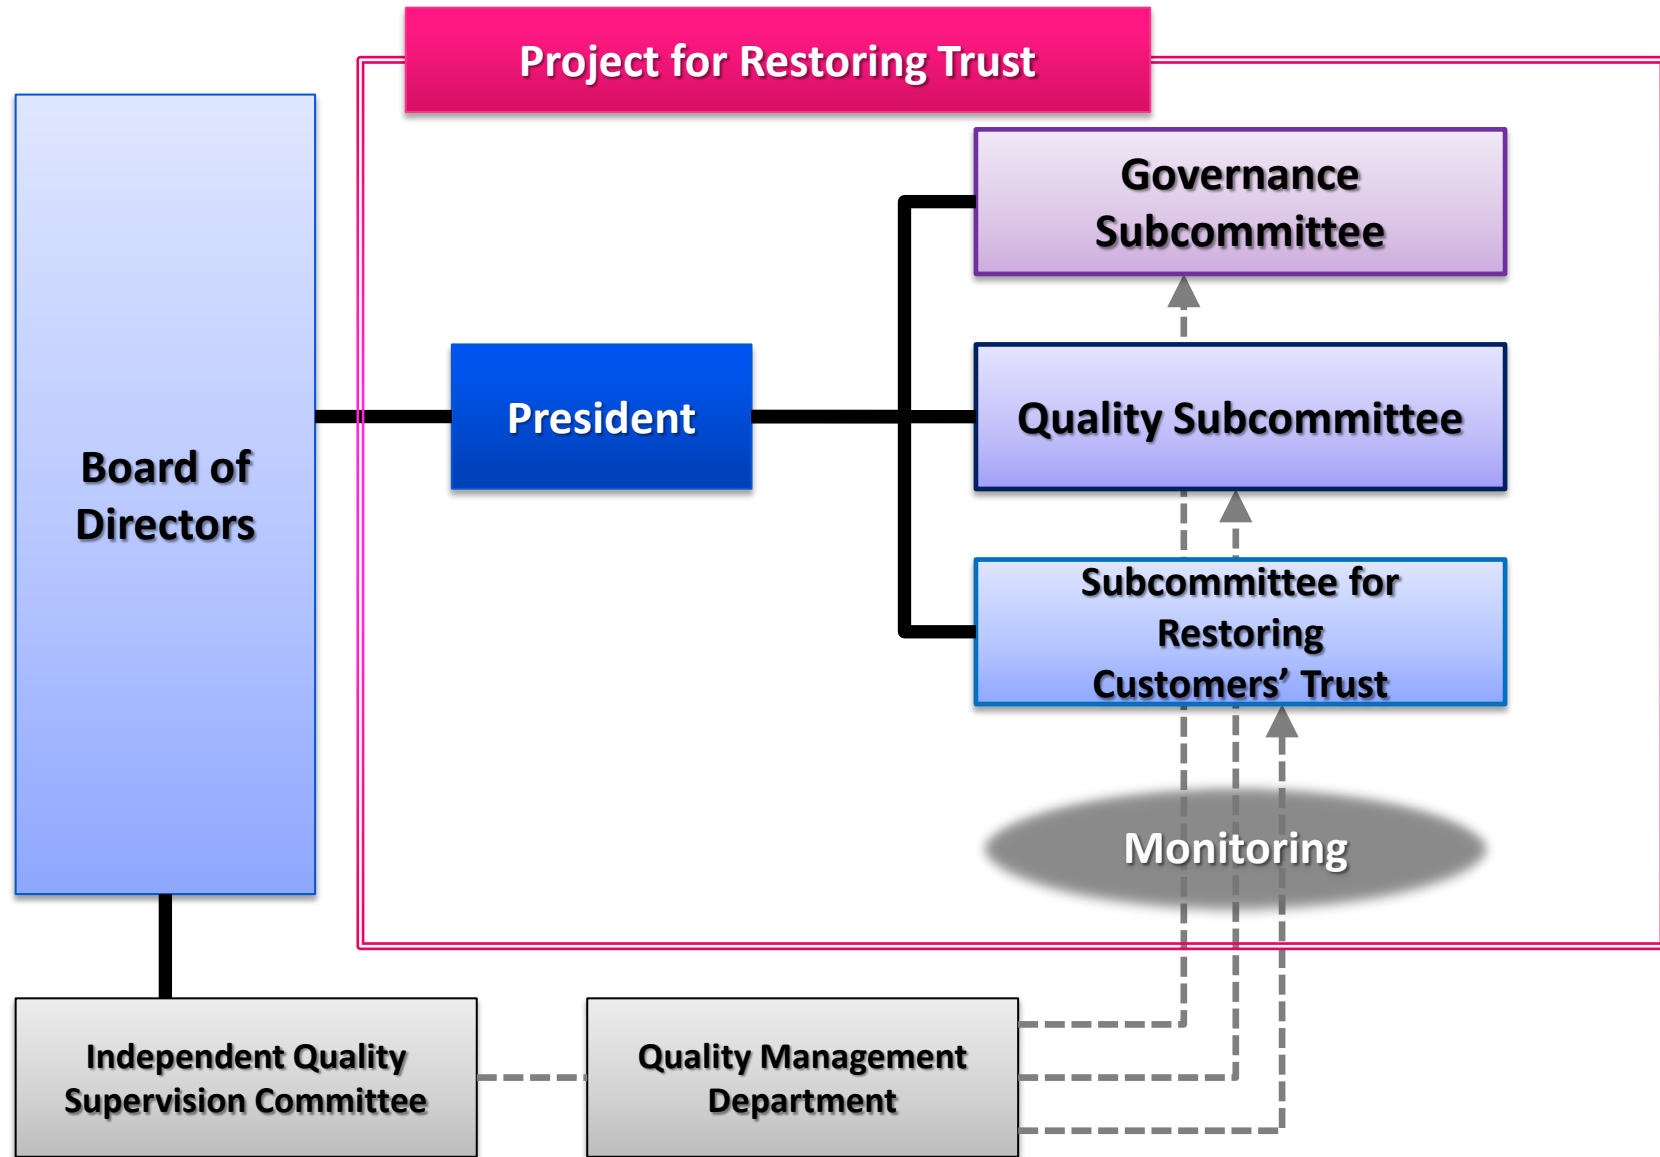 Project for Restoring Trust
Board of
Directors
President
Governance
Subcommittee
Quality Subcommittee
Subcommittee for
Restoring
Customers’ Trust
Monitoring
Independent Quality
Supervision Committee
Quality Management
Department